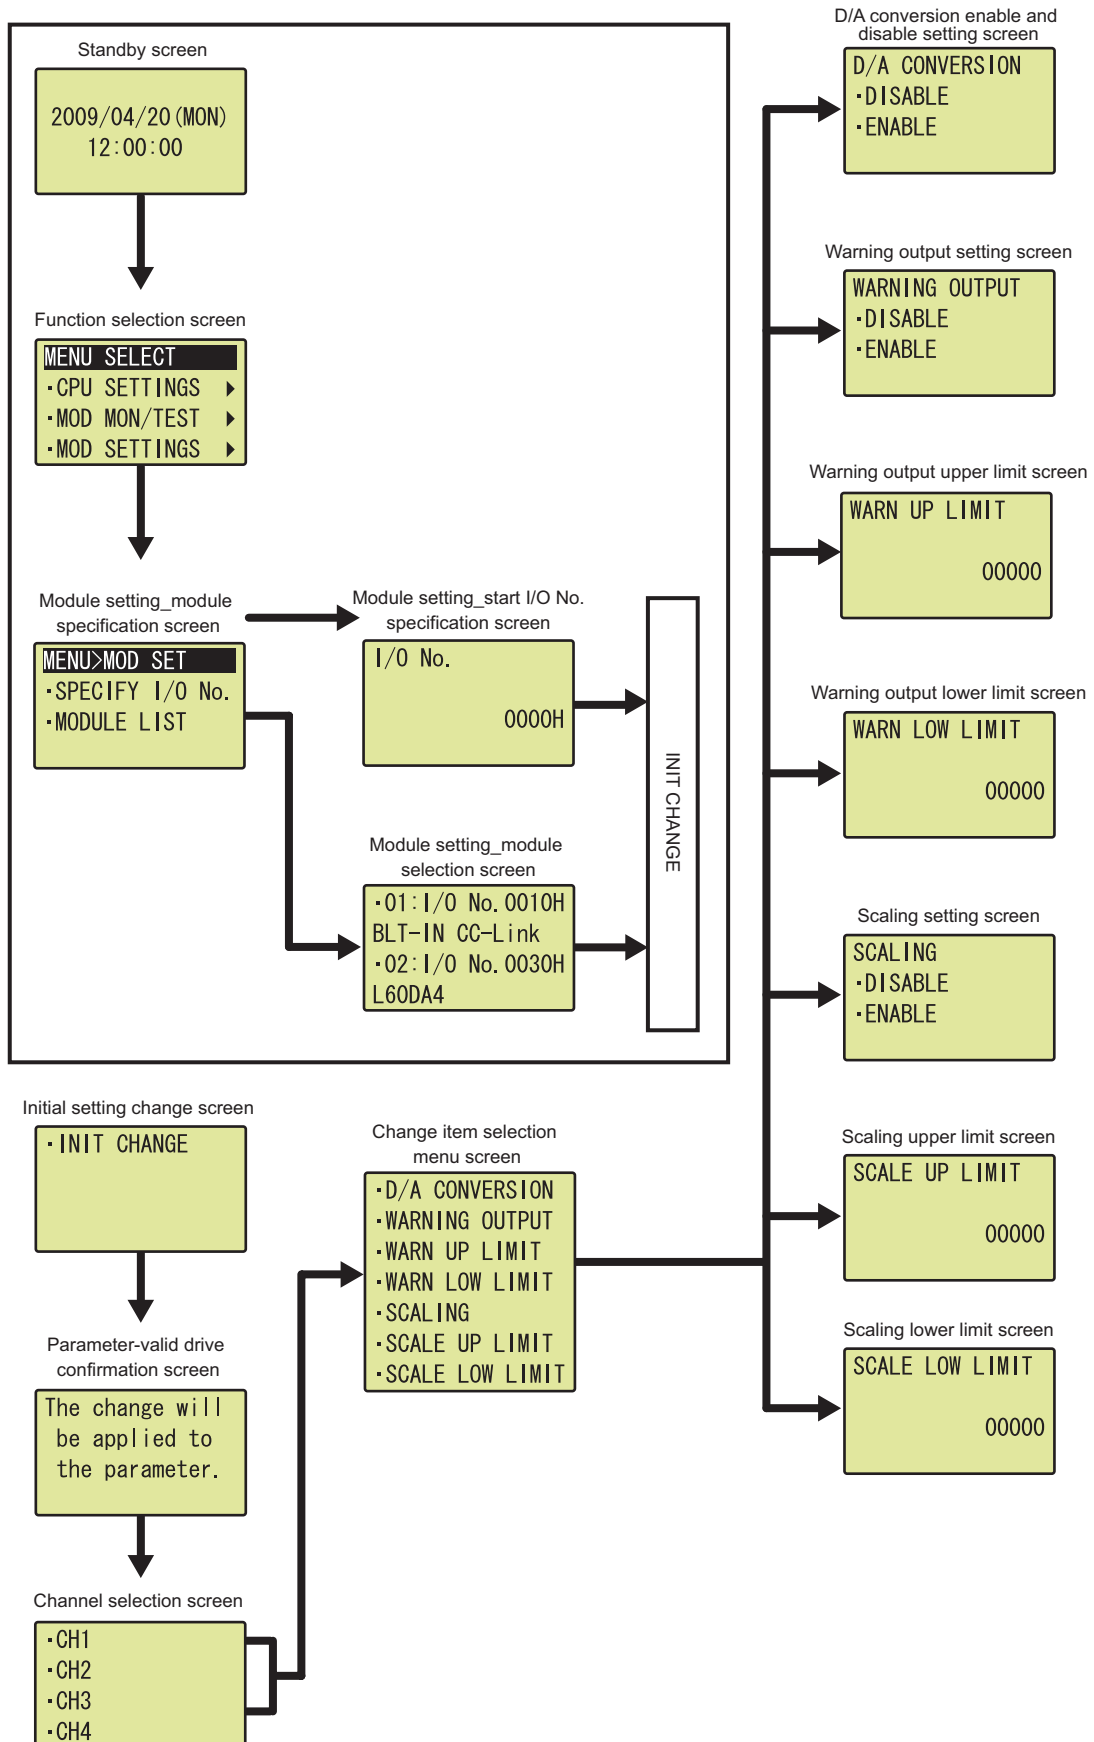 Standby screen
2009/04/20(MON)
12:00:00
Function selection screen
MENU SELECT
・CPU SETTINGS
・MOD MON/TEST
・MOD SETTINGS
Module setting_module
specification screen
MENU>MOD SET
・SPECIFY I/O No.
・MODULE LIST
Module setting_start I/O No.
specification screen
I/O No.
0000H
Module setting_module
selection screen
・01:I/O No.0010H
BLT-IN CC-Link
・02:I/O No.0030H
L60DA4
INIT CHANGE
Initial setting change screen
・INIT CHANGE
Parameter-valid drive
confirmation screen
The change will
be applied to
the parameter.
Channel selection screen
・CH1
・CH2
・CH3
・CH4
Change item selection
menu screen
・D/A CONVERSION
・WARNING OUTPUT
・WARN UP LIMIT
・WARN LOW LIMIT
・SCALING
・SCALE UP LIMIT
・SCALE LOW LIMIT
D/A conversion enable and
disable setting screen
D/A CONVERSION
・DISABLE
・ENABLE
Warning output setting screen
WARNING OUTPUT
・DISABLE
・ENABLE
Warning output upper limit screen
WARN UP LIMIT
00000
Warning output lower limit screen
WARN LOW LIMIT
00000
Scaling setting screen
SCALING
・DISABLE
・ENABLE
Scaling upper limit screen
SCALE UP LIMIT
00000
Scaling lower limit screen
SCALE LOW LIMIT
00000